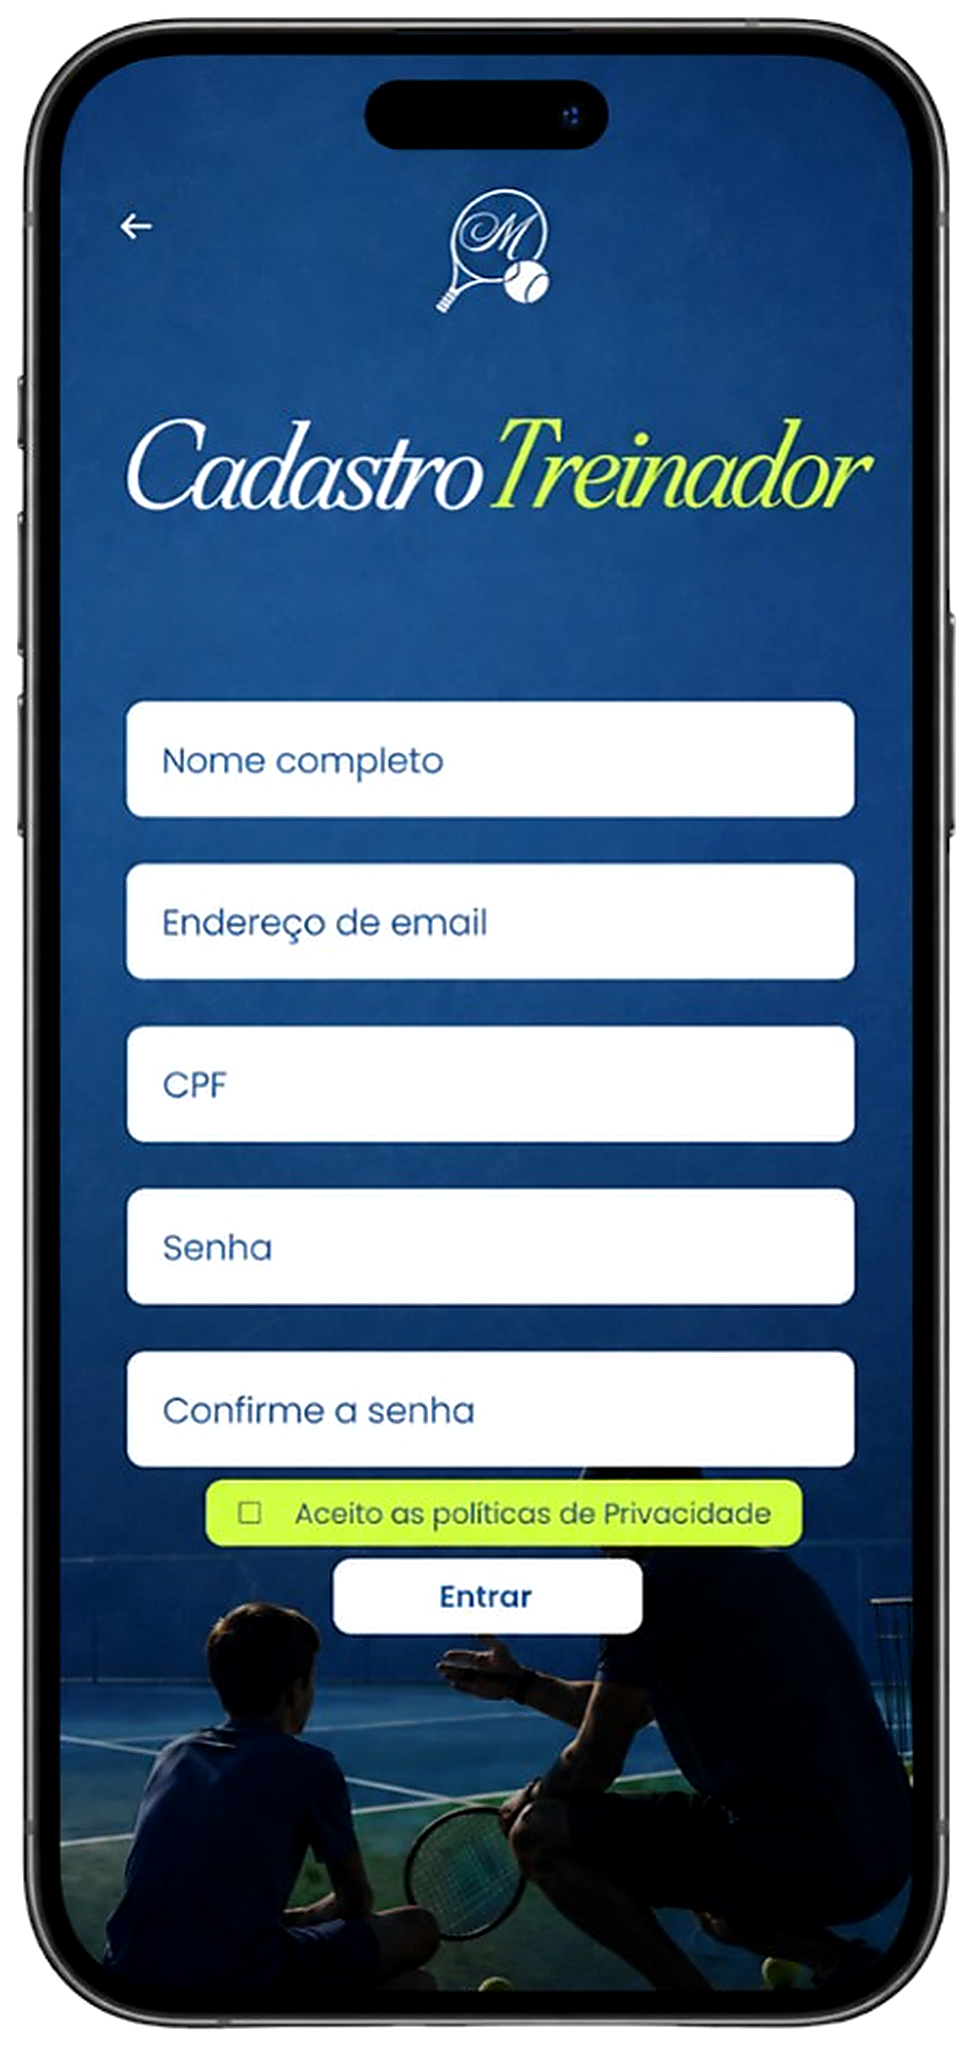 M
Cadastro Treinador
Nome completo
Endereço de email
CPF
Senha
Confirme a senha
Aceito as políticas de Privacidade
Entrar